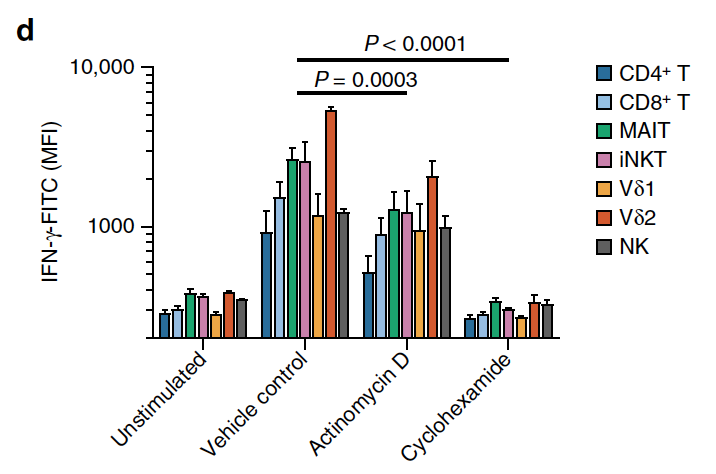 d
P < 0.0001
P = 0.0003
10,000
1000
IFN-γ-FITC (MFI)
CD4+ T
CD8+ T
MAIT
iNKT
Vδ1
Vδ2
NK
Unstimulated
Vehicle control
Actinomycin D
Cyclohexamide